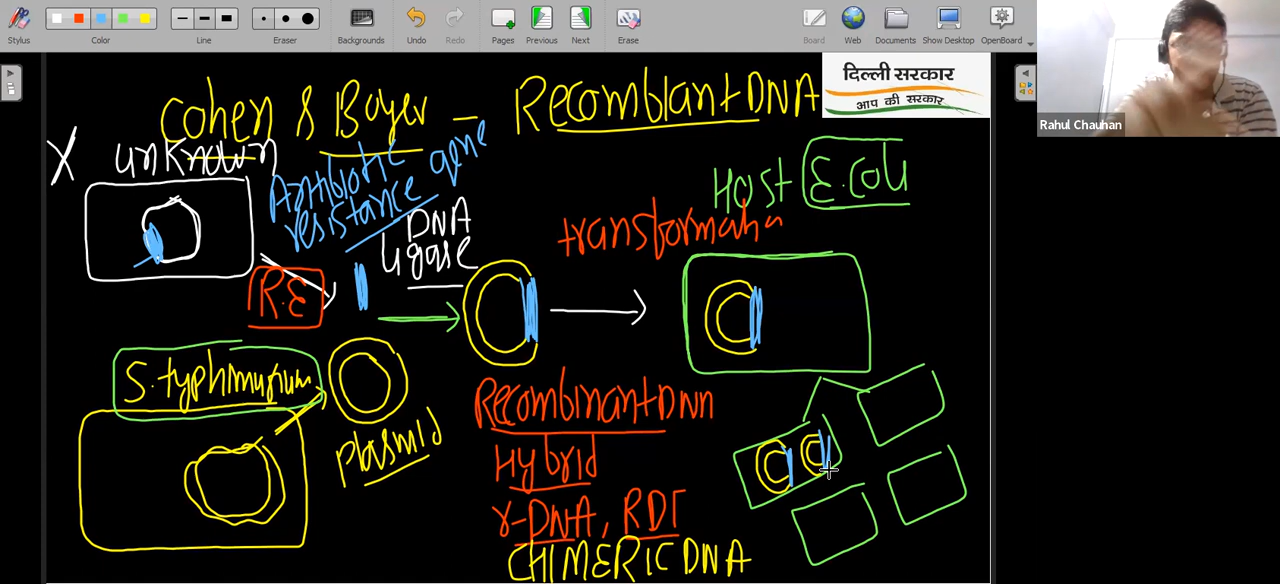 Stylus
Color
Line
Eraser
Backgrounds
Undo
Redo
Pages
Previous
Next
Erase
Board
Web
Documents
Show Desktop
OpenBoard
Rahul Chauhan
दिल्ली सरकार
आप की सरकार
Cohen & Boyer – Recombiant DNA
X unknown
Antibiotic
resistance gene
Host E.coli
DNA
ligase
transformation
R.E
S.typhimurium
plasmid
Recombinant DNA
Hybrid
r-DNA, RDT
CHIMERIC DNA